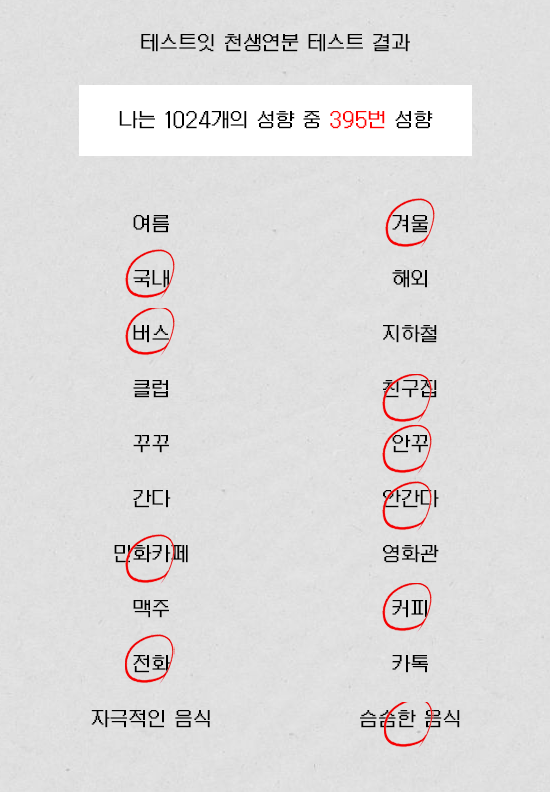 테스트잇 천생연분 테스트 결과
나는 1024개의 성향 중 395번 성향
여름 겨울
국내 해외
버스 지하철
클럽 친구집
꾸꾸 안꾸
간다 안간다
만화카페 영화관
맥주 커피
전화 카톡
자극적인 음식 슴슴한 음식